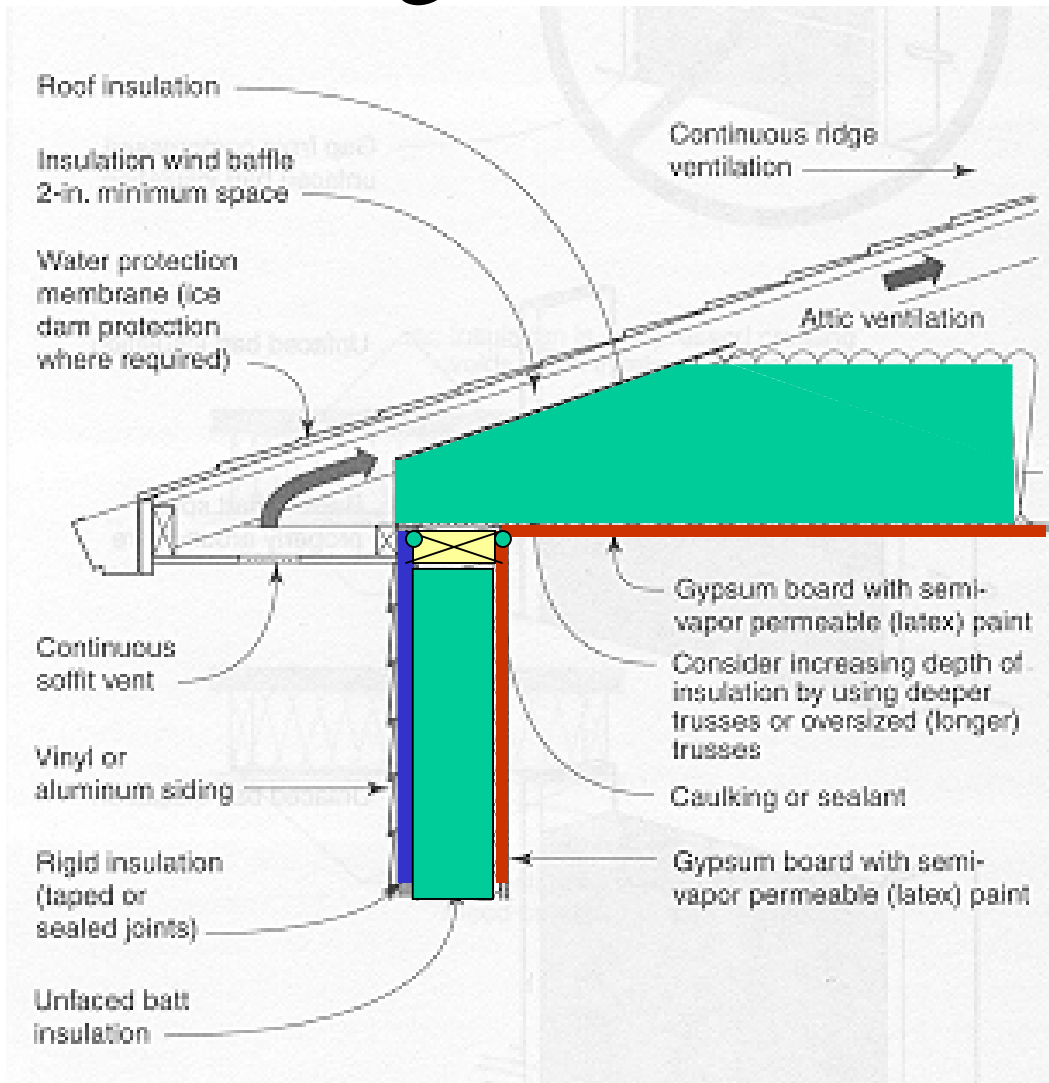 Roof insulation
Insulation wind baffle
2-in. minimum space
Water protection
membrane (ice
dam protection
where required)
Continuous ridge
ventilation
Attic ventilation
Continuous
soffit vent
Vinyl or
aluminum siding
Rigid insulation
(taped or
sealed joints)
Unfaced batt
insulation
Gypsum board with semi-
vapor permeable (latex) paint
Consider increasing depth of
insulation by using deeper
trusses or oversized (longer)
trusses
Caulking or sealant
Gypsum board with semi-
vapor permeable (latex) paint